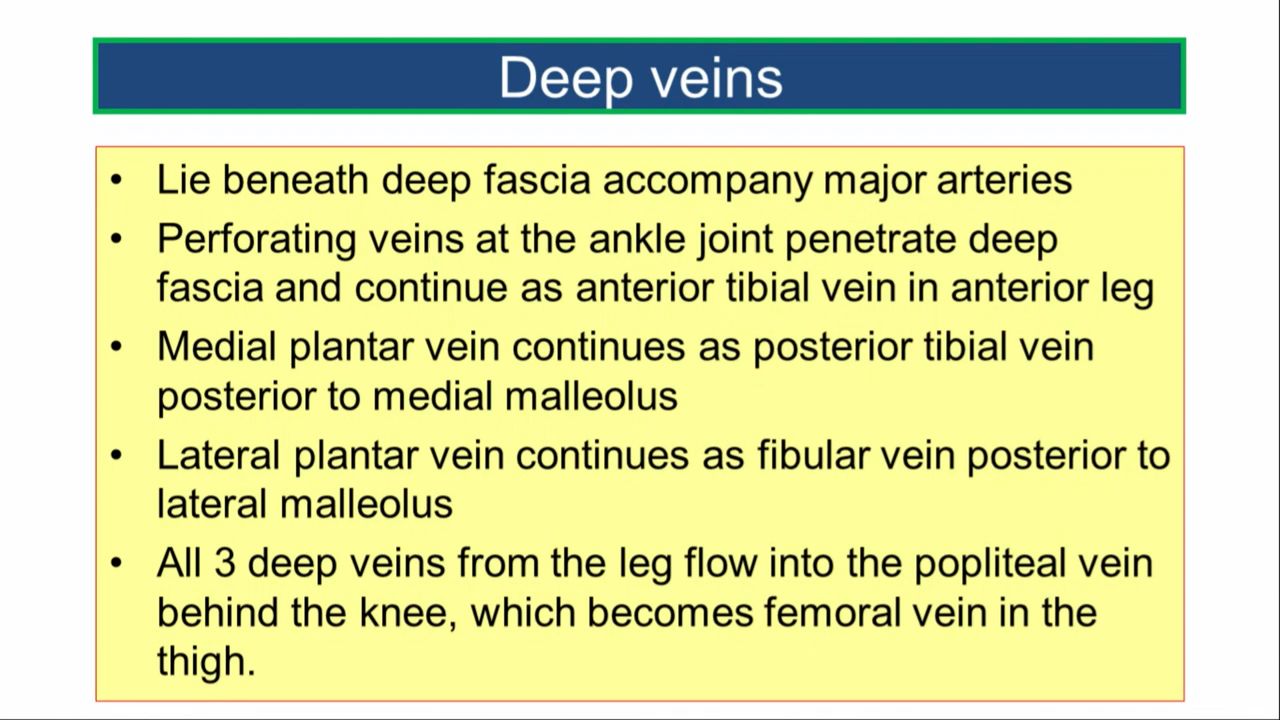 Deep veins
• Lie beneath deep fascia accompany major arteries
• Perforating veins at the ankle joint penetrate deep
fascia and continue as anterior tibial vein in anterior leg
• Medial plantar vein continues as posterior tibial vein
posterior to medial malleolus
• Lateral plantar vein continues as fibular vein posterior to
lateral malleolus
• All 3 deep veins from the leg flow into the popliteal vein
behind the knee, which becomes femoral vein in the
thigh.